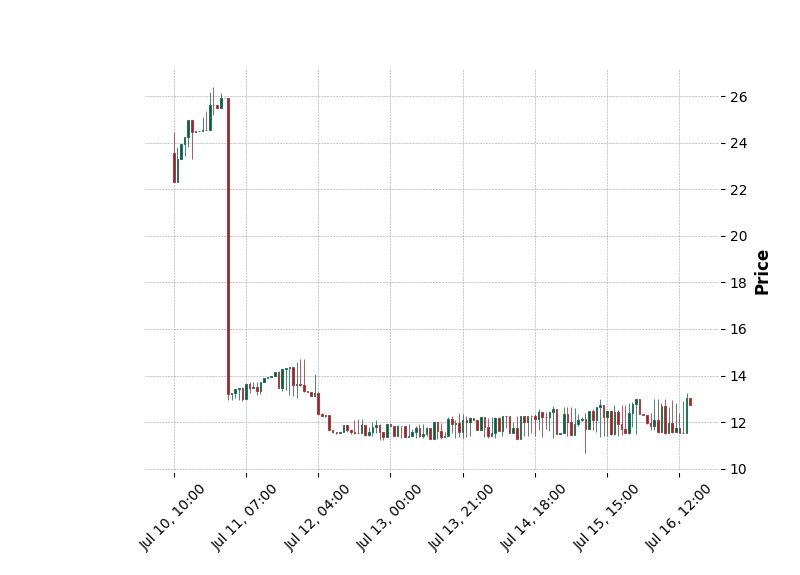 26
24
22
20
18
16
14
12
10
Price
Jul 10, 10:00
Jul 11, 07:00
Jul 12, 04:00
Jul 13, 00:00
Jul 13, 21:00
Jul 14, 18:00
Jul 15, 15:00
Jul 16, 12:00